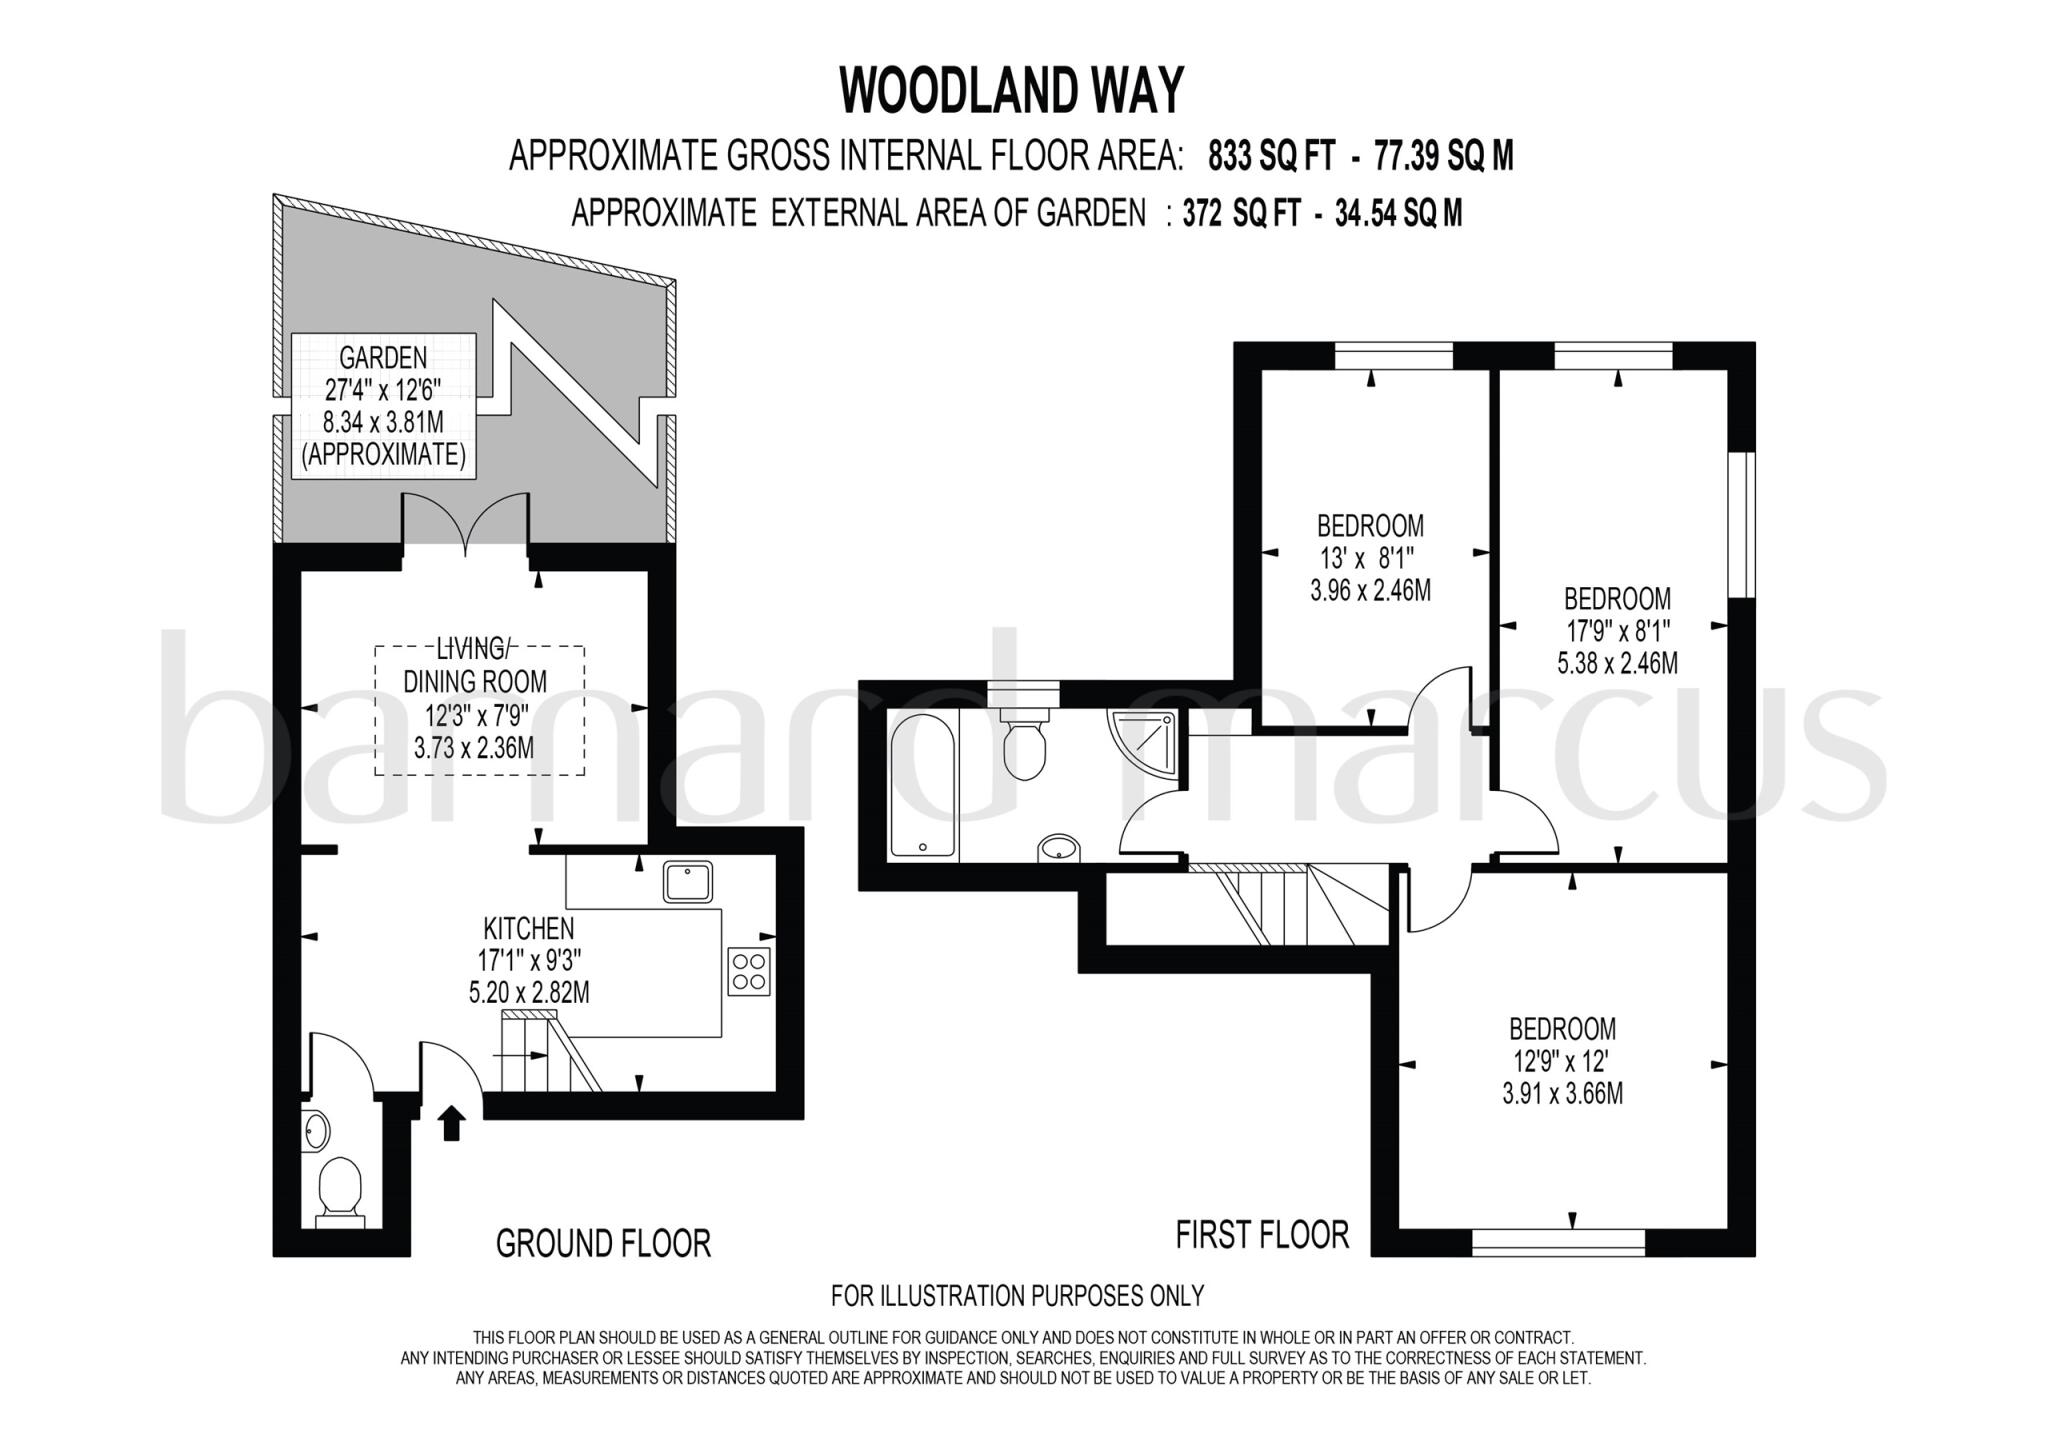 WOODLAND WAY
APPROXIMATE GROSS INTERNAL FLOOR AREA: 833 SQ FT - 77.39 SQ M
APPROXIMATE EXTERNAL AREA OF GARDEN : 372 SQ FT - 34.54 SQ M
GARDEN
27'4" x 12'6"
8.34 x 3.81M
(APPROXIMATE)
LIVING/
DINING ROOM
12'3" x 7'9"
3.73 x 2.36M
KITCHEN
17'1" x 9'3"
5.20 x 2.82M
GROUND FLOOR
BEDROOM
13' x 8'1"
3.96 x 2.46M
BEDROOM
17'9" x 8'1"
5.38 x 2.46M
BEDROOM
12'9" x 12'
3.91 x 3.66M
FIRST FLOOR
barnard marcus
FOR ILLUSTRATION PURPOSES ONLY
THIS FLOOR PLAN SHOULD BE USED AS A GENERAL OUTLINE FOR GUIDANCE ONLY AND DOES NOT CONSTITUTE IN WHOLE OR IN PART AN OFFER OR CONTRACT.
ANY INTENDING PURCHASER OR LESSEE SHOULD SATISFY THEMSELVES BY INSPECTION, SEARCHES, ENQUIRIES AND FULL SURVEY AS TO THE CORRECTNESS OF EACH STATEMENT.
ANY AREAS, MEASUREMENTS OR DISTANCES QUOTED ARE APPROXIMATE AND SHOULD NOT BE USED TO VALUE A PROPERTY OR BE THE BASIS OF ANY SALE OR LET.